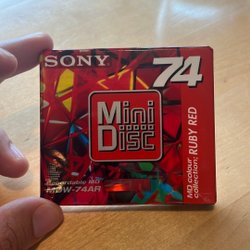 SONY
74
Mini
Disc
Recordable MD
MDW-74AR
MD colour
collection: RUBY RED